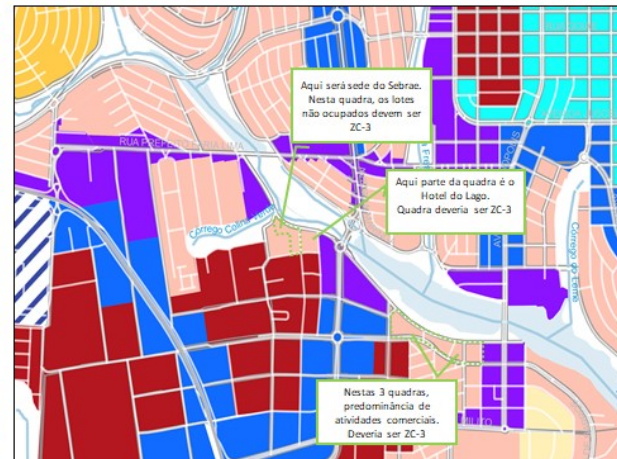 Aqui será sede do Sebrae.
Nesta quadra, os lotes
não ocupados devem ser
ZC-3
Aqui parte da quadra é o
Hotel do Lago.
Quadra deveria ser ZC-3
Córrego do Leme
Nestas 3 quadras,
predominância de
atividades comerciais.
Deveria ser ZC-3